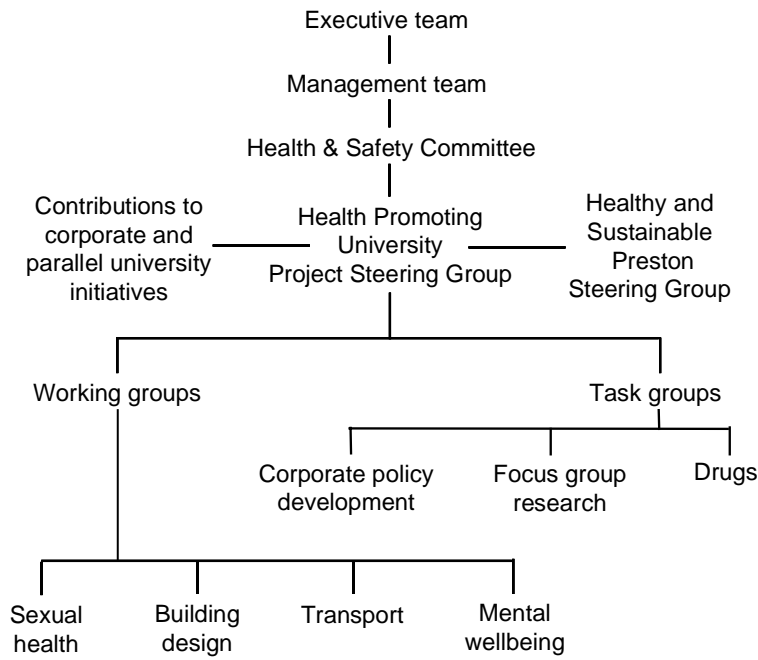 Executive team
Management team
Health & Safety Committee
Contributions to
corporate and
parallel university
initiatives
Health Promoting
University
Project Steering Group
Healthy and
Sustainable
Preston
Steering Group
Working groups
Task groups
Corporate policy
development
Focus group
research
Drugs
Sexual
health
Building
design
Transport
Mental
wellbeing